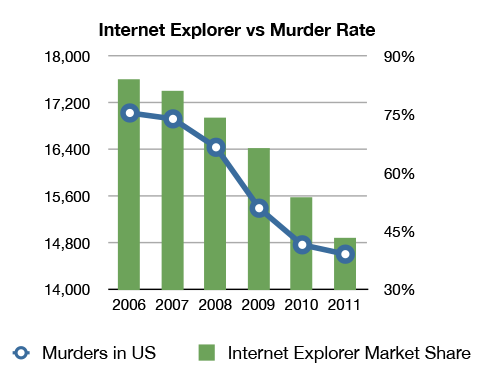 Internet Explorer vs Murder Rate
18,000
90%
17,200
75%
16,400
60%
15,600
45%
14,800
14,000
30%
2006 2007 2008 2009 2010 2011
Murders in US
Internet Explorer Market Share